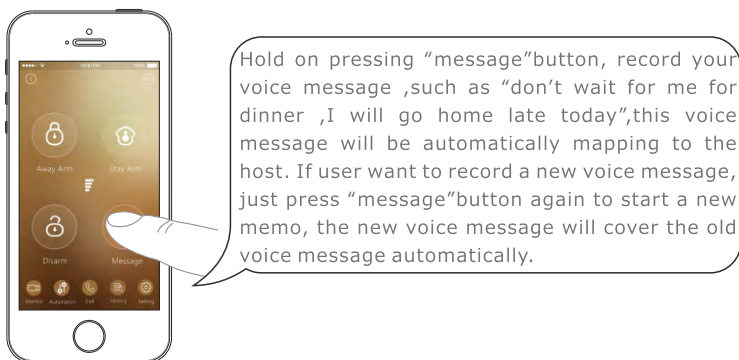 Away Arm
Stay Arm
Disarm
Message
Monitor Automation Call History Setting
Hold on pressing “message”button, record your
voice message ,such as “don’t wait for me for
dinner ,I will go home late today”,this voice
message will be automatically mapping to the
host. If user want to record a new voice message,
just press “message”button again to start a new
memo, the new voice message will cover the old
voice message automatically.